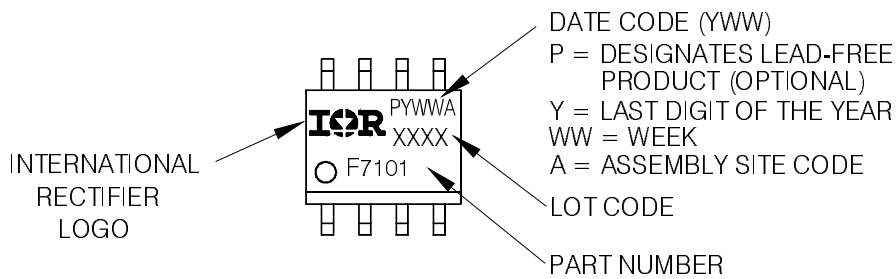 DATE CODE (YWW)
P = DESIGNATES LEAD-FREE
PRODUCT (OPTIONAL)
Y = LAST DIGIT OF THE YEAR
WW = WEEK
A = ASSEMBLY SITE CODE
LOT CODE
PART NUMBER
INTERNATIONAL
RECTIFIER
LOGO
IOR
PYWWA
XXXX
F7101